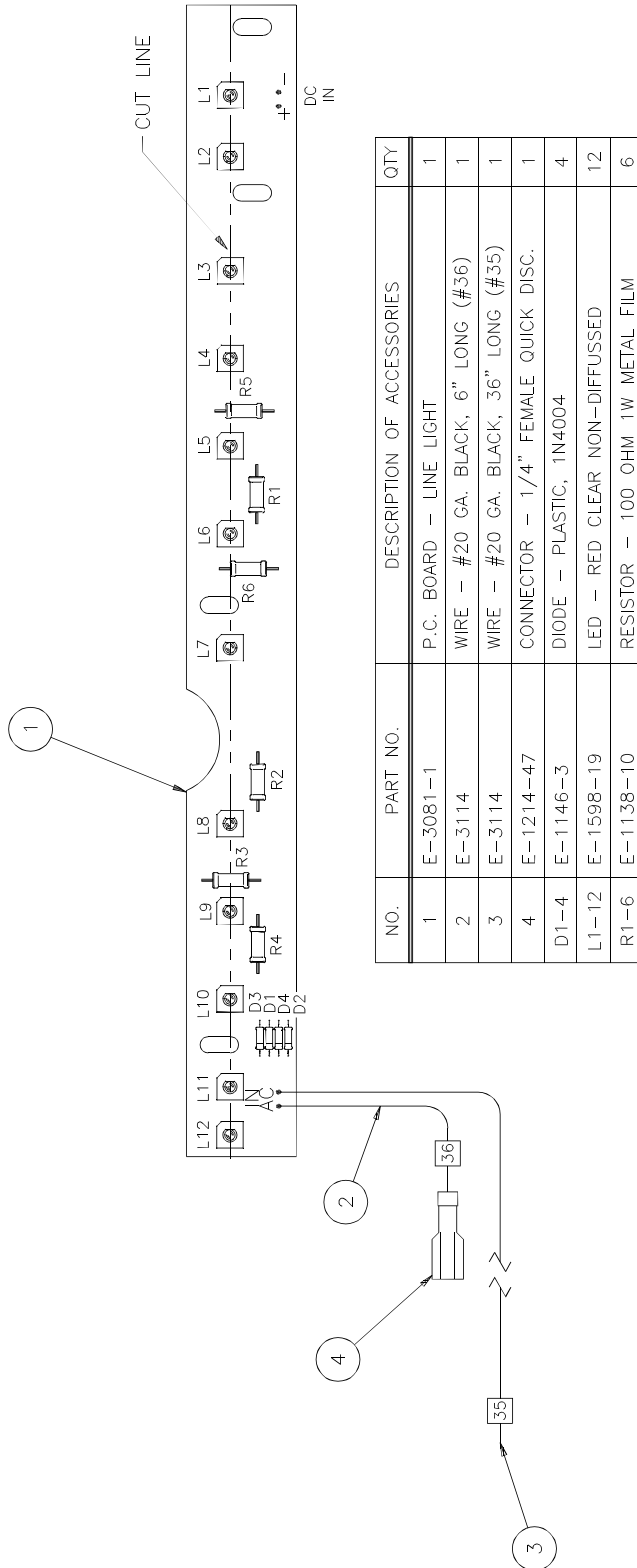 1
CUT LINE
L12
L11
L10
L9
L8
L7
L6
L5
L4
L3
L2
L1
R3
R6
R5
R4
R2
R1
D3
D1
D4
D2
AC
IN
+ -
DC
IN
2
36
4
35
3
NO. PART NO. DESCRIPTION OF ACCESSORIES QTY
1 E-3081-1 P.C. BOARD - LINE LIGHT 1
2 E-3114 WIRE - #20 GA. BLACK, 6" LONG (#36) 1
3 E-3114 WIRE - #20 GA. BLACK, 36" LONG (#35) 1
4 E-1214-47 CONNECTOR - 1/4" FEMALE QUICK DISC. 1
D1-4 E-1146-3 DIODE - PLASTIC, 1N4004 4
L1-12 E-1598-19 LED - RED CLEAR NON-DIFFUSSED 12
R1-6 E-1138-10 RESISTOR - 100 OHM 1W METAL FILM 6